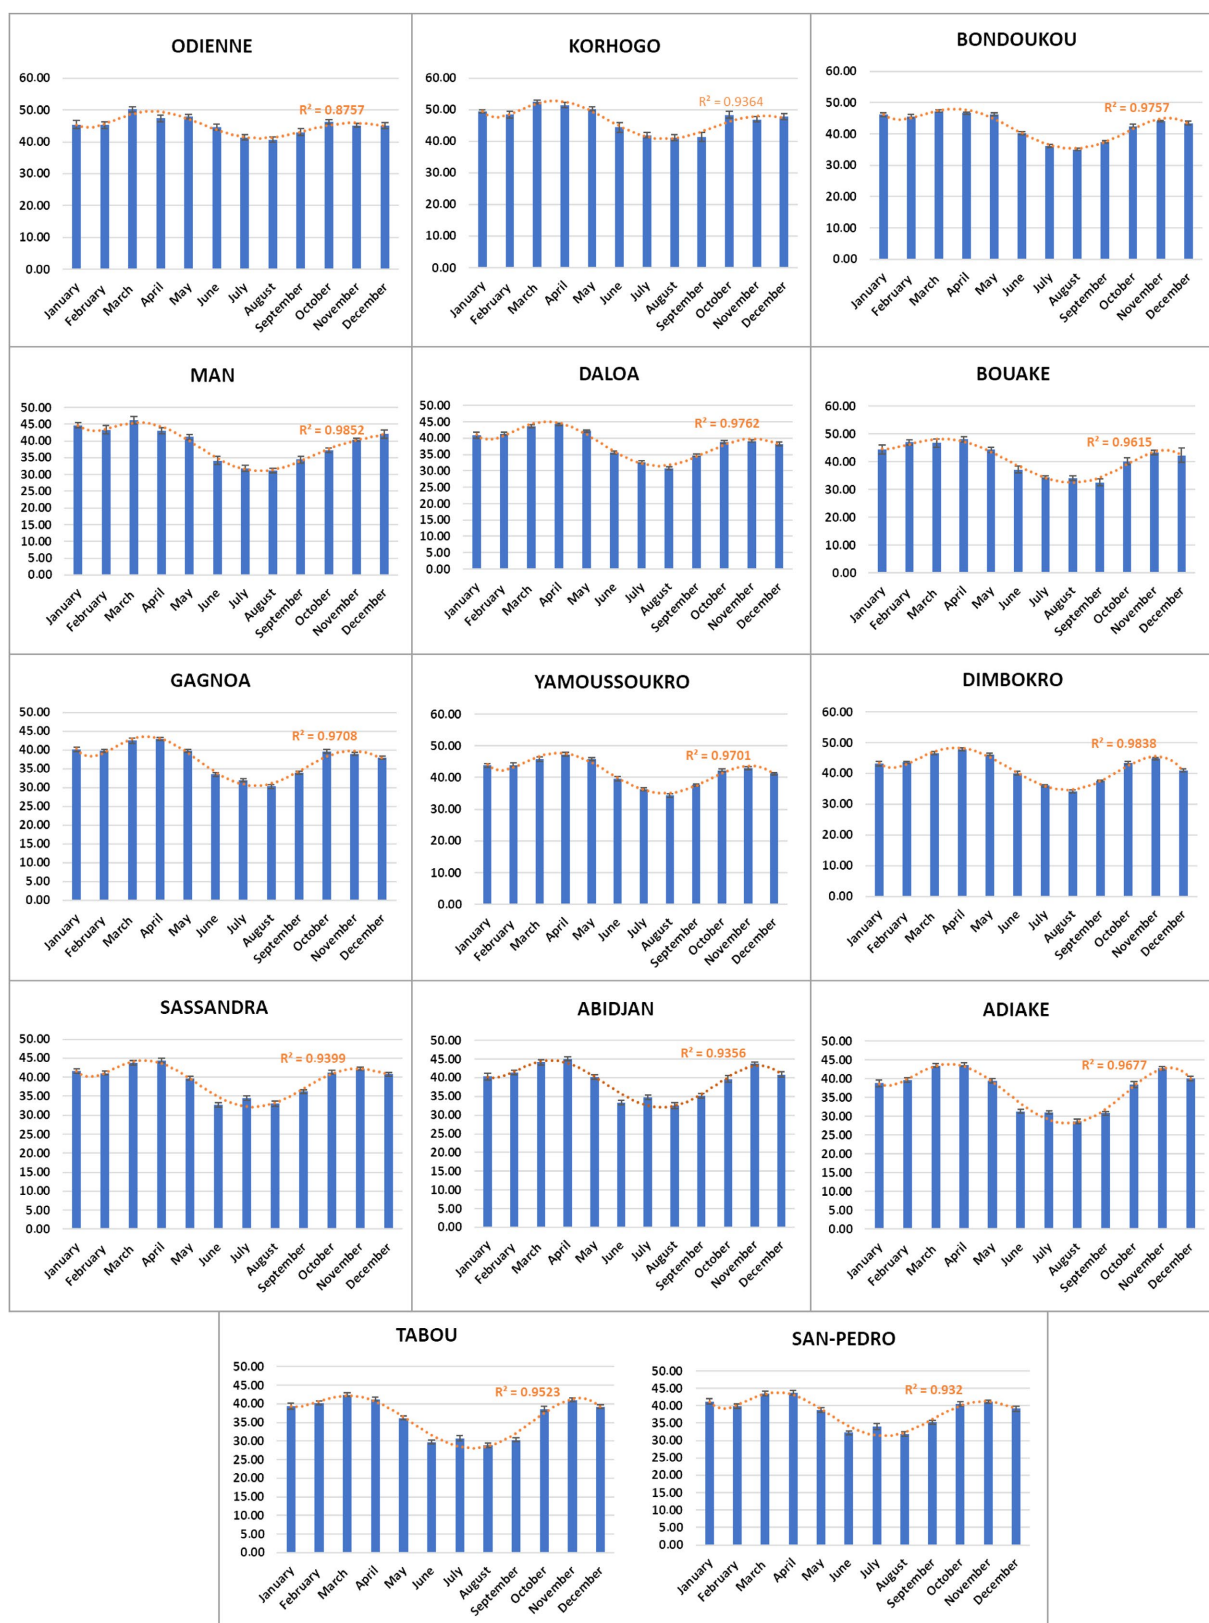 ODIENNE
60.00
50.00
40.00
30.00
20.00
10.00
0.00
R² = 0.8757
January
February
March
April
May
June
July
August
September
October
November
December
KORHOGO
60.00
50.00
40.00
30.00
20.00
10.00
0.00
R² = 0.9364
January
February
March
April
May
June
July
August
September
October
November
December
BONDOUKOU
60.00
50.00
40.00
30.00
20.00
10.00
0.00
R² = 0.9757
January
February
March
April
May
June
July
August
September
October
November
December
MAN
50.00
45.00
40.00
35.00
30.00
25.00
20.00
15.00
10.00
5.00
0.00
R² = 0.9852
January
February
March
April
May
June
July
August
September
October
November
December
DALOA
50.00
45.00
40.00
35.00
30.00
25.00
20.00
15.00
10.00
5.00
0.00
R² = 0.9762
January
February
March
April
May
June
July
August
September
October
November
December
BOUAKE
60.00
50.00
40.00
30.00
20.00
10.00
0.00
R² = 0.9615
January
February
March
April
May
June
July
August
September
October
November
December
GAGNOA
50.00
45.00
40.00
35.00
30.00
25.00
20.00
15.00
10.00
5.00
0.00
R² = 0.9708
January
February
March
April
May
June
July
August
September
October
November
December
YAMOUSSOUKRO
60.00
50.00
40.00
30.00
20.00
10.00
0.00
R² = 0.9701
January
February
March
April
May
June
July
August
September
October
November
December
DIMBOKRO
60.00
50.00
40.00
30.00
20.00
10.00
0.00
R² = 0.9838
January
February
March
April
May
June
July
August
September
October
November
December
SASSANDRA
50.00
45.00
40.00
35.00
30.00
25.00
20.00
15.00
10.00
5.00
0.00
R² = 0.9399
January
February
March
April
May
June
July
August
September
October
November
December
ABIDJAN
50.00
45.00
40.00
35.00
30.00
25.00
20.00
15.00
10.00
5.00
0.00
R² = 0.9356
January
February
March
April
May
June
July
August
September
October
November
December
ADIAKE
50.00
45.00
40.00
35.00
30.00
25.00
20.00
15.00
10.00
5.00
0.00
R² = 0.9677
January
February
March
April
May
June
July
August
September
October
November
December
TABOU
50.00
45.00
40.00
35.00
30.00
25.00
20.00
15.00
10.00
5.00
0.00
R² = 0.9523
January
February
March
April
May
June
July
August
September
October
November
December
SAN-PEDRO
50.00
45.00
40.00
35.00
30.00
25.00
20.00
15.00
10.00
5.00
0.00
R² = 0.932
January
February
March
April
May
June
July
August
September
October
November
December